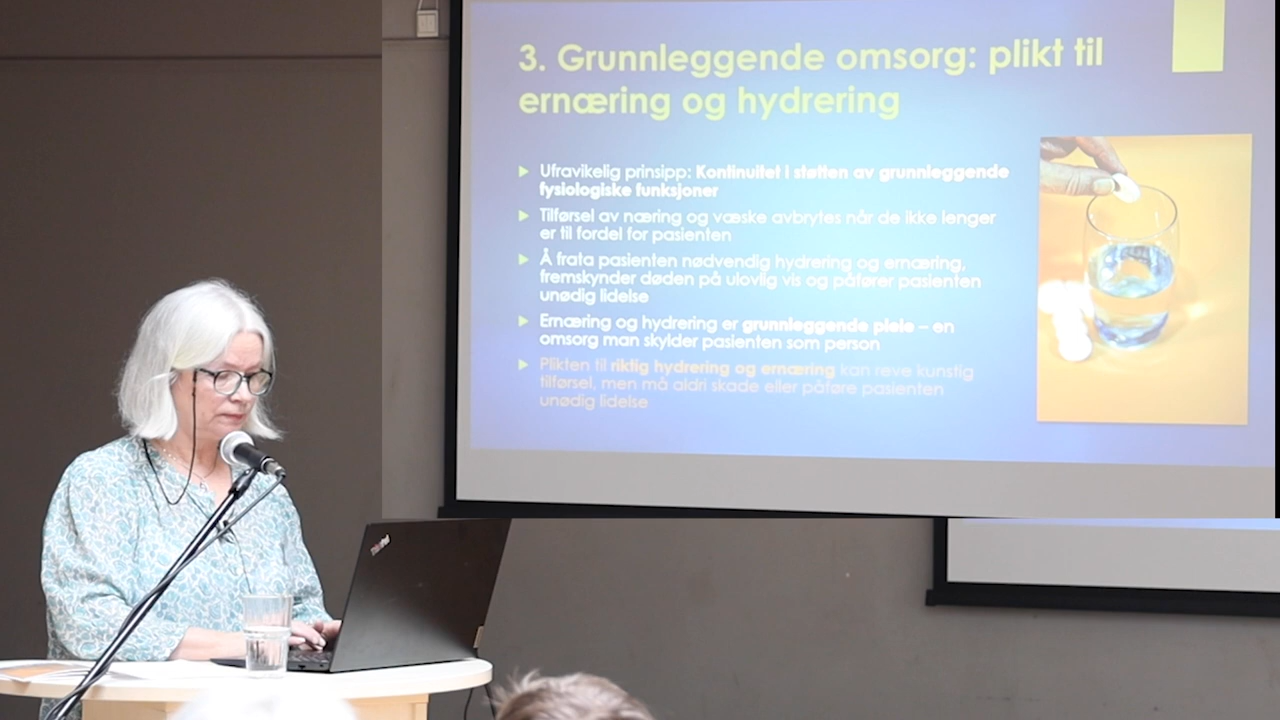 3. Grunnleggende omsorg: plikt til
ernæring og hydrering
Ufravikelig prinsipp: Kontinuitet i støtten av grunnleggende
fysiologiske funksjoner
Tilførsel av næring og væske avbrytes når de ikke lenger
er til fordel for pasienten
Å frata pasienten nødvendig hydrering og ernæring,
fremskynder døden på ulovlig vis og påfører pasienten
unødig lidelse
Ernæring og hydrering er grunnleggende pleie – en
omsorg man skylder pasienten som person
Plikten til riktig hydrering og ernæring kan reve kunstig
tilførsel, men må aldri skade eller påføre pasienten
unødig lidelse